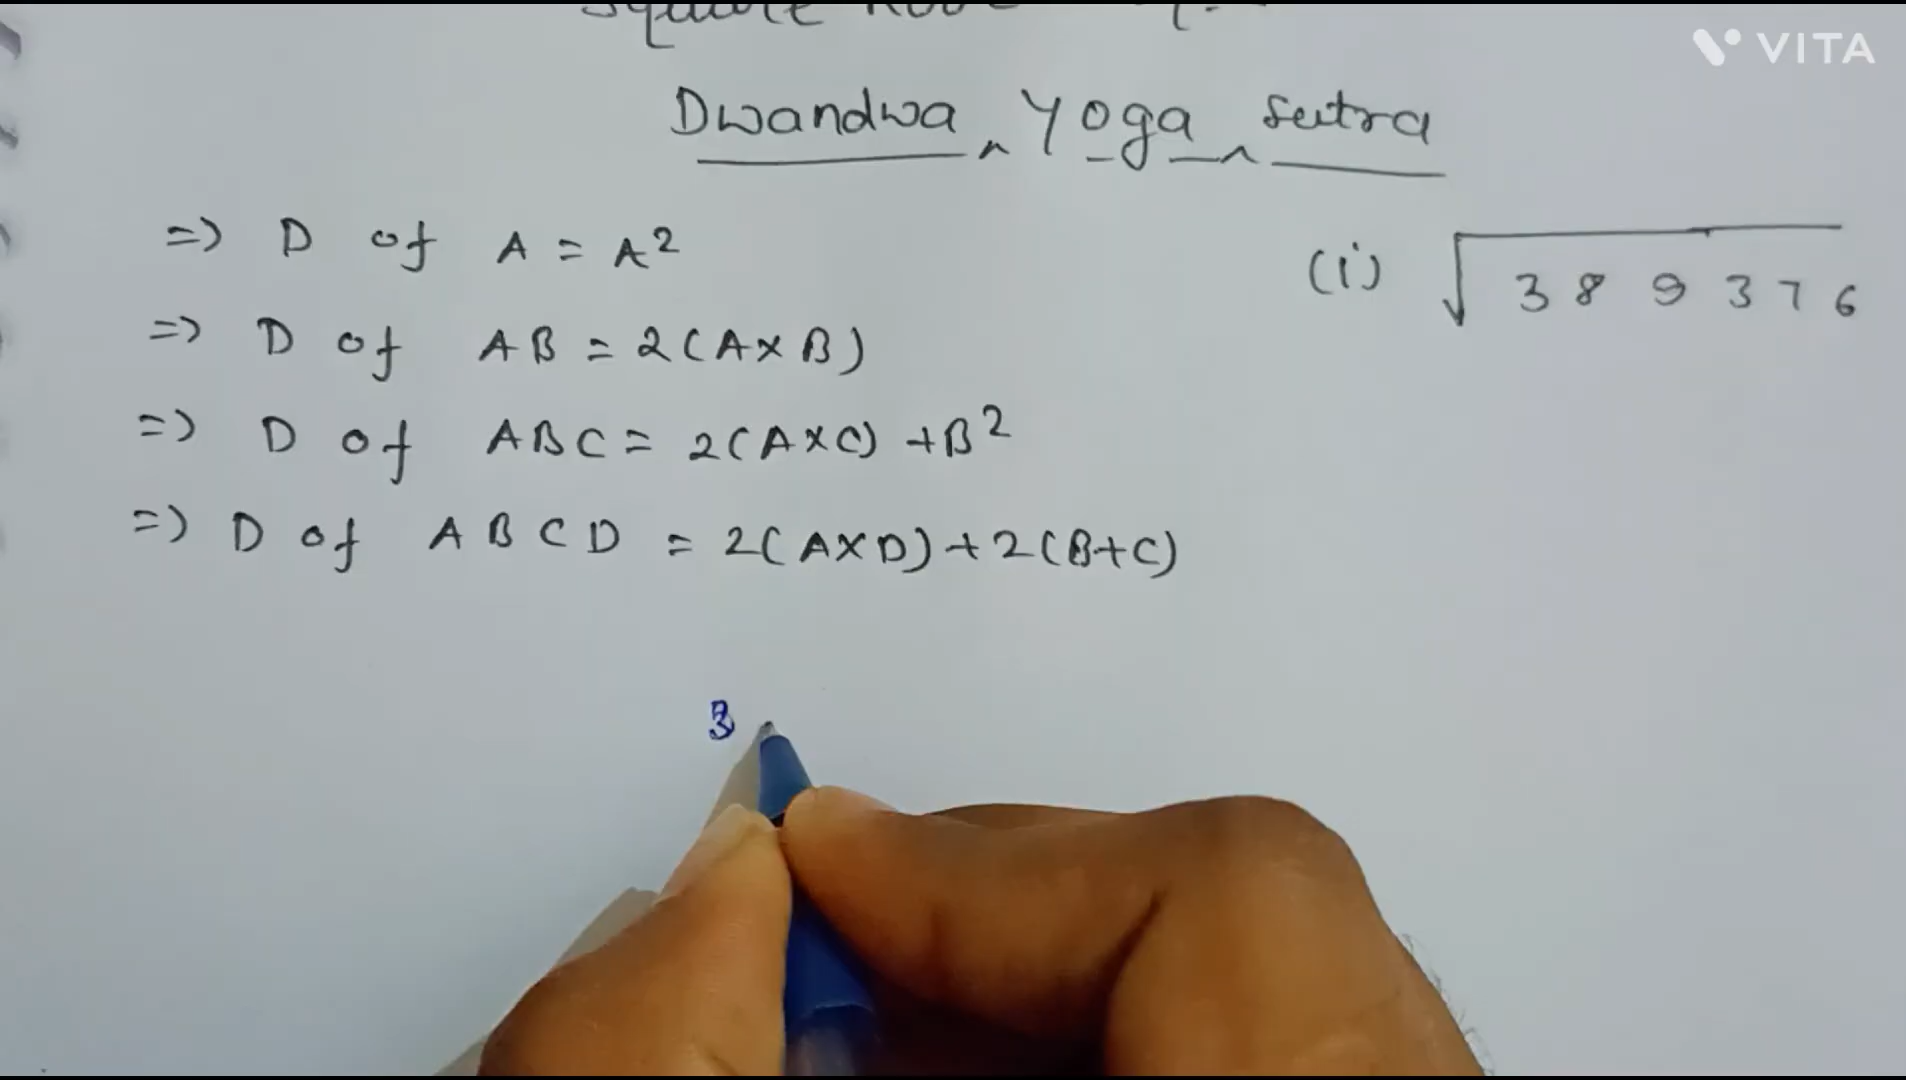 Square
VITA
Dwandwa Yoga Sutra
=> D of A = A²
(i) √389376
=> D of AB = 2(A×B)
=> D of ABC = 2(A×C) +B²
=> D of ABCD = 2(A×D)+2(B+C)
3